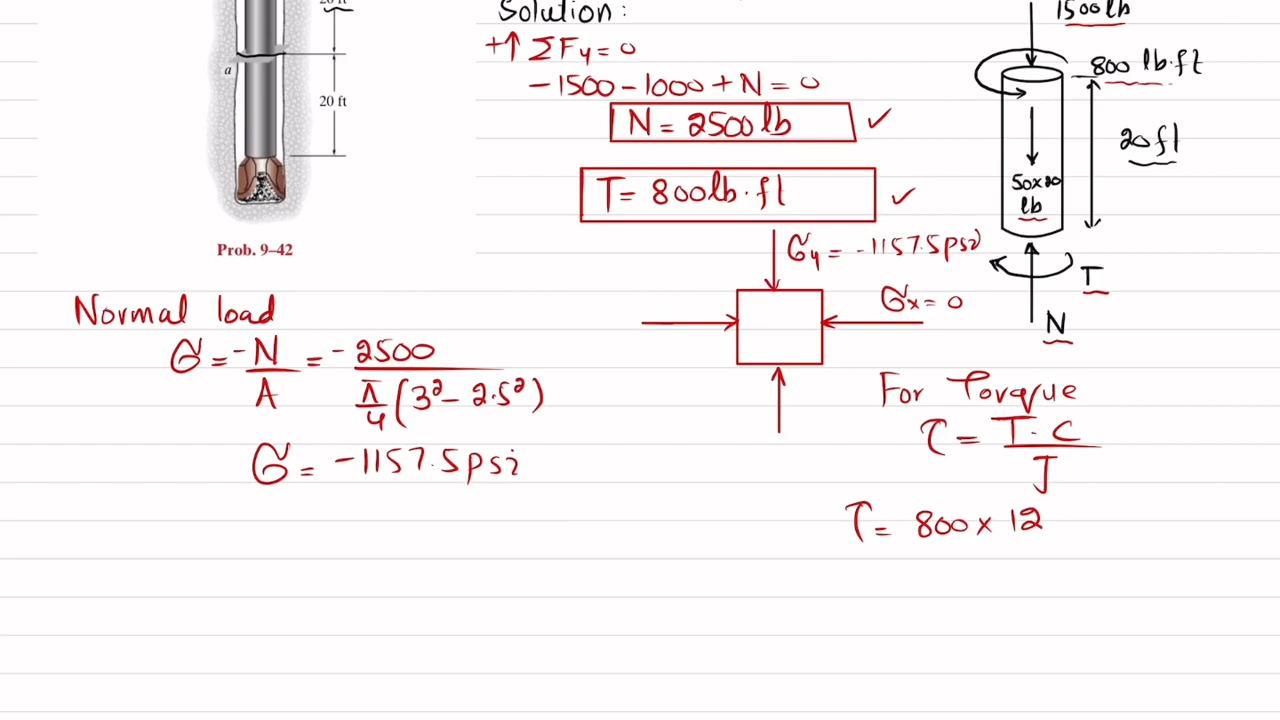 20 ft
a
20 ft
Prob. 9–42
Solution:
+↑ ΣFy = 0
-1500 - 1000 + N = 0
N = 2500 lb ✓
T = 800 lb·ft ✓
1500 lb
800 lb·ft
20 ft
50x20
lb
T
N
σy = -1157.5 psi
σx = 0
Normal load
σ = -N/A = -2500 / π/4 (3² - 2.5²)
σ = -1157.5 psi
For Torque
τ = T·C / J
τ = 800 x 12